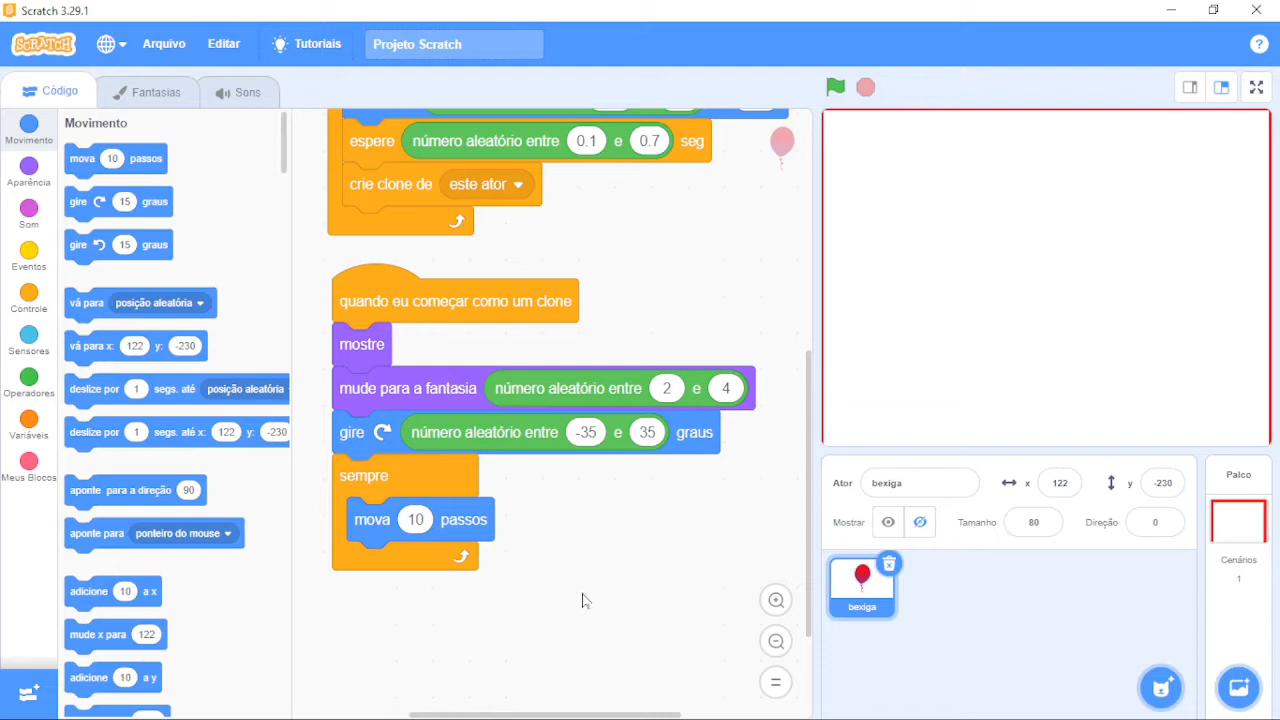 Scratch 3.29.1
SCRATCH Arquivo Editar Tutoriais Projeto Scratch ?
Código Fantasias Sons
Movimento
Aparência
Som
Eventos
Controle
Sensores
Operadores
Variáveis
Meus Blocos
Movimento
mova 10 passos
gire 15 graus
gire 15 graus
vá para posição aleatória
vá para x: 122 y: -230
deslize por 1 segs. até posição aleatória
deslize por 1 segs. até x: 122 y: -230
aponte para a direção 90
aponte para ponteiro do mouse
adicione 10 a x
mude x para 122
adicione 10 a y
espere número aleatório entre 0.1 e 0.7 seg
crie clone de este ator
quando eu começar como um clone
mostre
mude para a fantasia número aleatório entre 2 e 4
gire número aleatório entre -35 e 35 graus
sempre
mova 10 passos
Ator bexiga x 122 y -230
Mostrar Tamanho 80 Direção 0
bexiga
Palco
Cenários
1